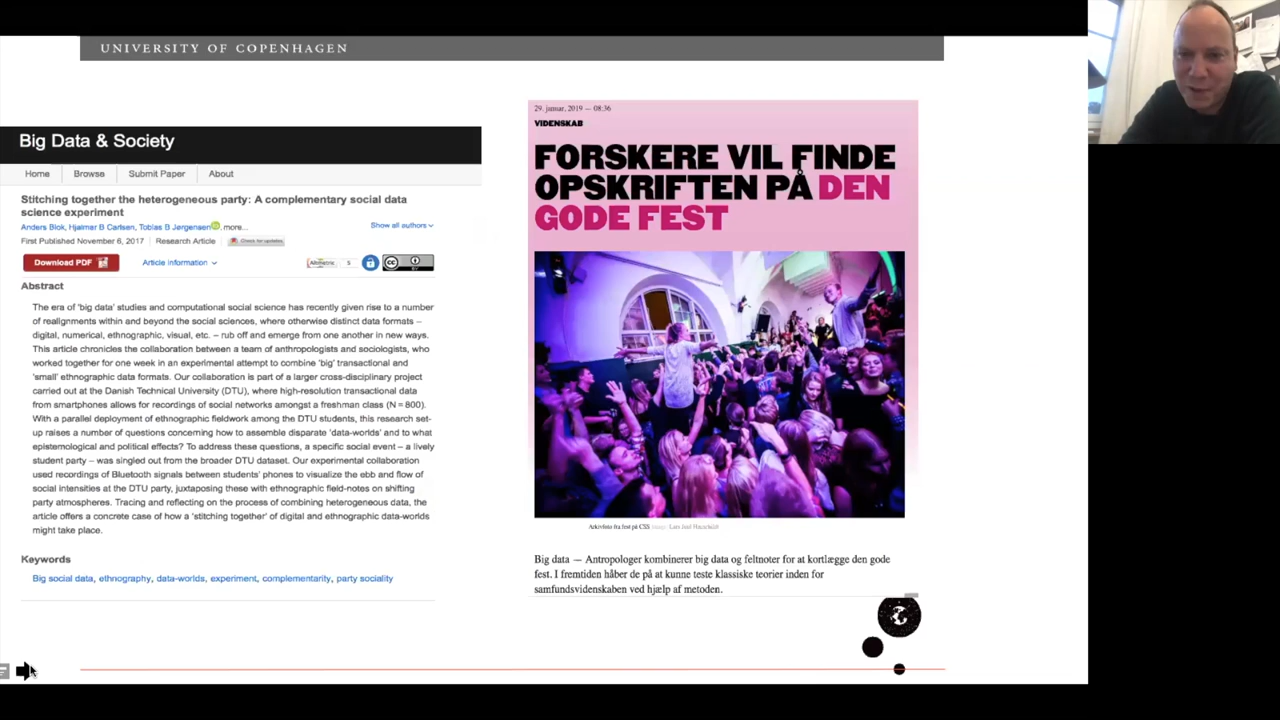 UNIVERSITY OF COPENHAGEN
Big Data & Society
Home Browse Submit Paper About
Stitching together the heterogeneous party: A complementary social data
science experiment
Anders Blok, Hjalmer B Carlsen, Tobias B Jørgensen, more...
Show all authors
First Published November 6, 2017 Research Article Check for updates
Download PDF Article information Altmetric 5 CC BY
Abstract
The era of 'big data' studies and computational social science has recently given rise to a number
of realignments within and beyond the social sciences, where otherwise distinct data formats –
digital, numerical, ethnographic, visual, etc. – rub off and emerge from one another in new ways.
This article chronicles the collaboration between a team of anthropologists and sociologists, who
worked together for one week in an experimental attempt to combine 'big' transactional and
'small' ethnographic data formats. Our collaboration is part of a larger cross-disciplinary project
carried out at the Danish Technical University (DTU), where high-resolution transactional data
from smartphones allows for recordings of social networks amongst a freshman class (N = 800).
With a parallel deployment of ethnographic fieldwork among the DTU students, this research set-
up raises a number of questions concerning how to assemble disparate 'data-worlds' and to what
epistemological and political effects? To address these questions, a specific social event – a lively
student party – was singled out from the broader DTU dataset. Our experimental collaboration
used recordings of Bluetooth signals between students' phones to visualize the ebb and flow of
social intensities at the DTU party, juxtaposing these with ethnographic field-notes on shifting
party atmospheres. Tracing and reflecting on the process of combining heterogeneous data, the
article offers a concrete case of how a 'stitching together' of digital and ethnographic data-worlds
might take place.
Keywords
Big social data, ethnography, data-worlds, experiment, complementarity, party sociality
29. januar, 2019 — 08:36
VIDENSKAB
FORSKERE VIL FINDE
OPSKRIFTEN PÅ DEN
GODE FEST
Arkivfoto fra fest på CSS
Big data — Antropologer kombinerer big data og feltnoter for at kortlægge den gode
fest. I fremtiden håber de på at kunne teste klassiske teorier inden for
samfundsvidenskaben ved hjælp af metoden.